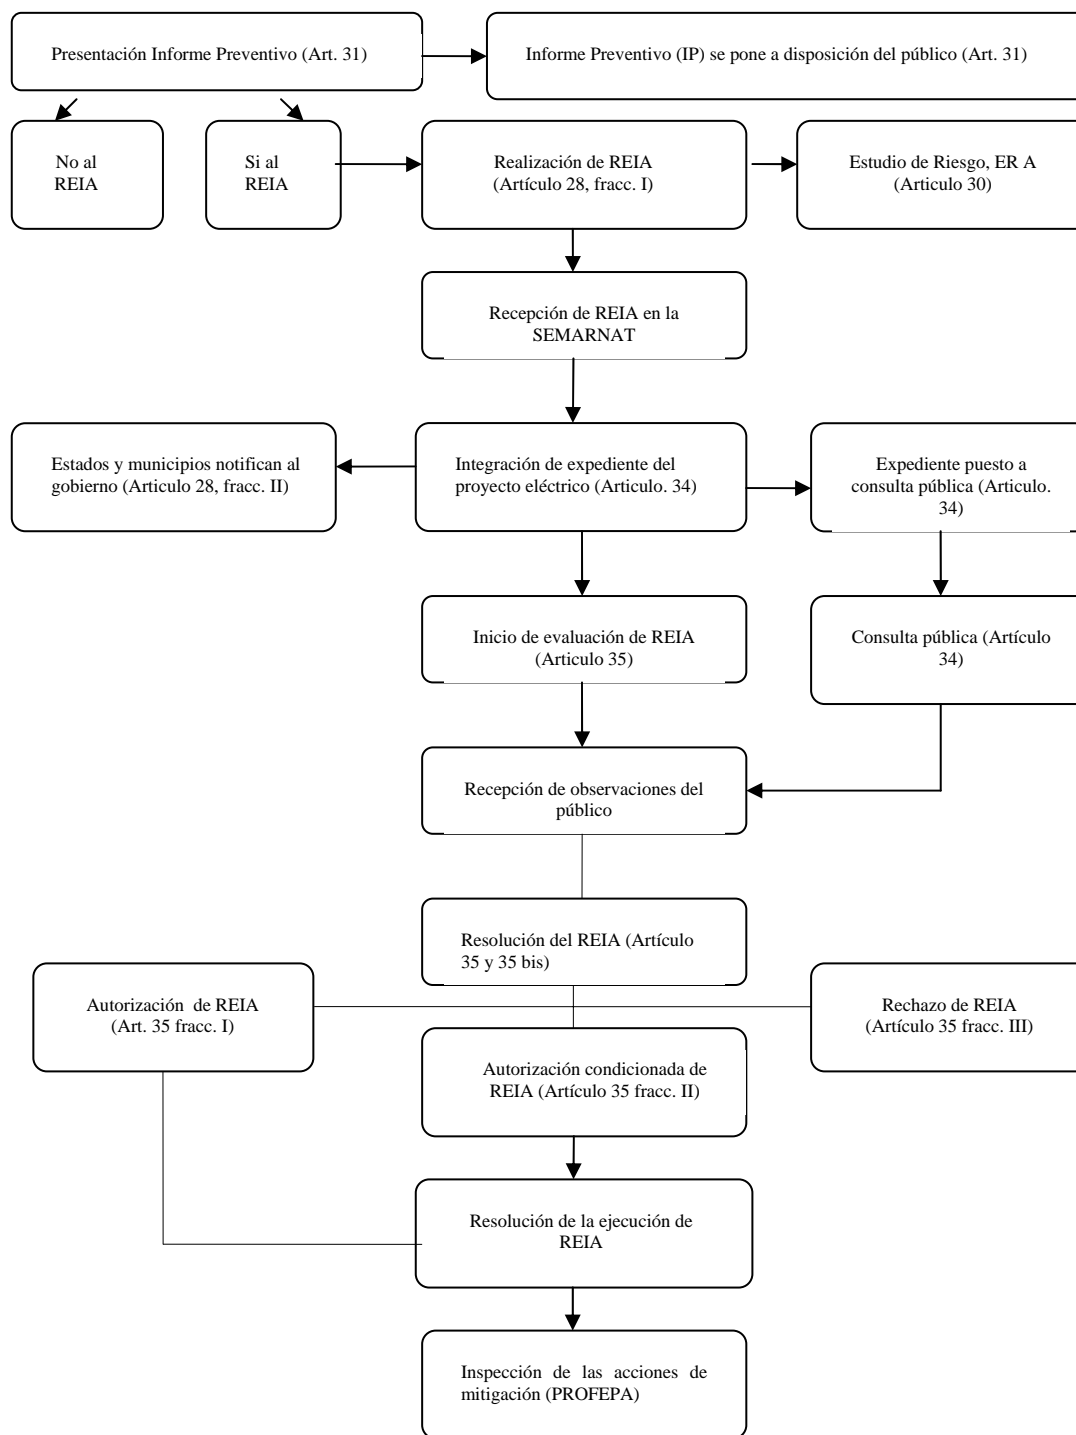 Presentación Informe Preventivo (Art. 31)
Informe Preventivo (IP) se pone a disposición del público (Art. 31)
No al
REIA
Si al
REIA
Realización de REIA
(Artículo 28, fracc. I)
Estudio de Riesgo, ER A
(Articulo 30)
Recepción de REIA en la
SEMARNAT
Estados y municipios notifican al
gobierno (Articulo 28, fracc. II)
Integración de expediente del
proyecto eléctrico (Articulo. 34)
Expediente puesto a
consulta pública (Articulo.
34)
Inicio de evaluación de REIA
(Articulo 35)
Consulta pública (Artículo
34)
Recepción de observaciones del
público
Resolución del REIA (Artículo
35 y 35 bis)
Autorización de REIA
(Art. 35 fracc. I)
Rechazo de REIA
(Artículo 35 fracc. III)
Autorización condicionada de
REIA (Artículo 35 fracc. II)
Resolución de la ejecución de
REIA
Inspección de las acciones de
mitigación (PROFEPA)